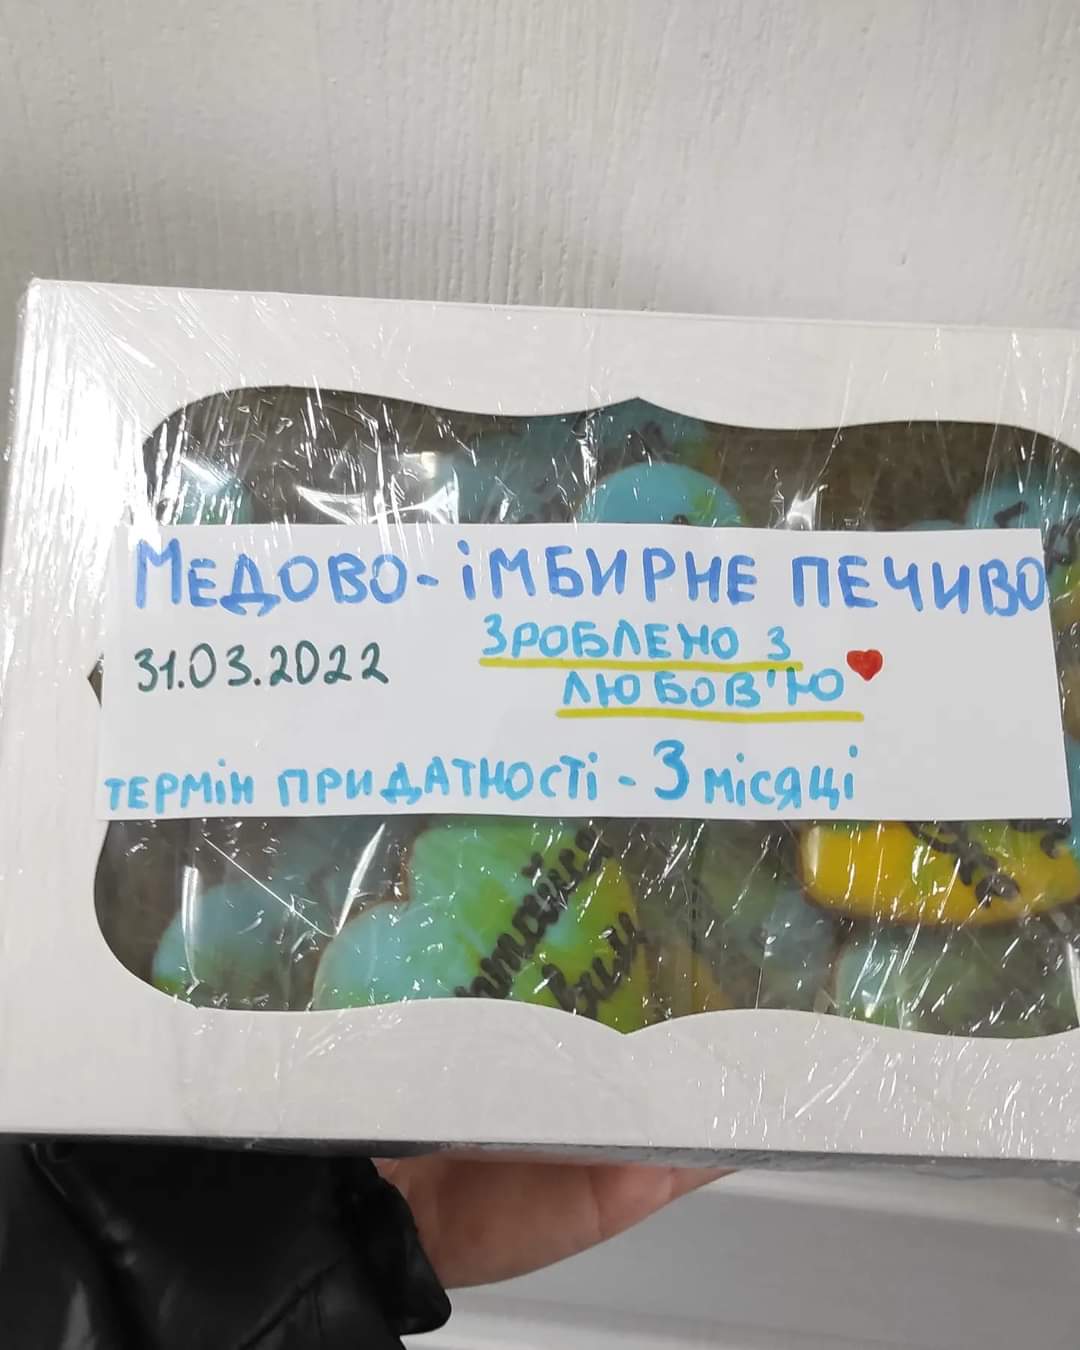 МЕДОВО-ІМБИРНЕ ПЕЧИВО
31.03.2022
ЗРОБЛЕНО З
ЛЮБОВ'Ю
ТЕРМІН ПРИДАТНОСТІ - 3 МІСЯЦІ